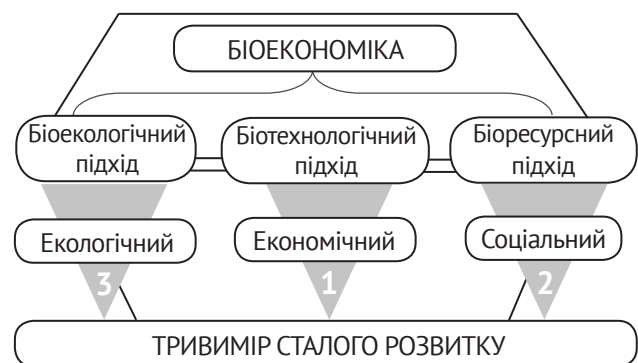 БІОЕКОНОМІКА
Біоекологічний
підхід
Біотехнологічний
підхід
Біоресурсний
підхід
Екологічний
Економічний
Соціальний
3
1
2
ТРИВИМІР СТАЛОГО РОЗВИТКУ